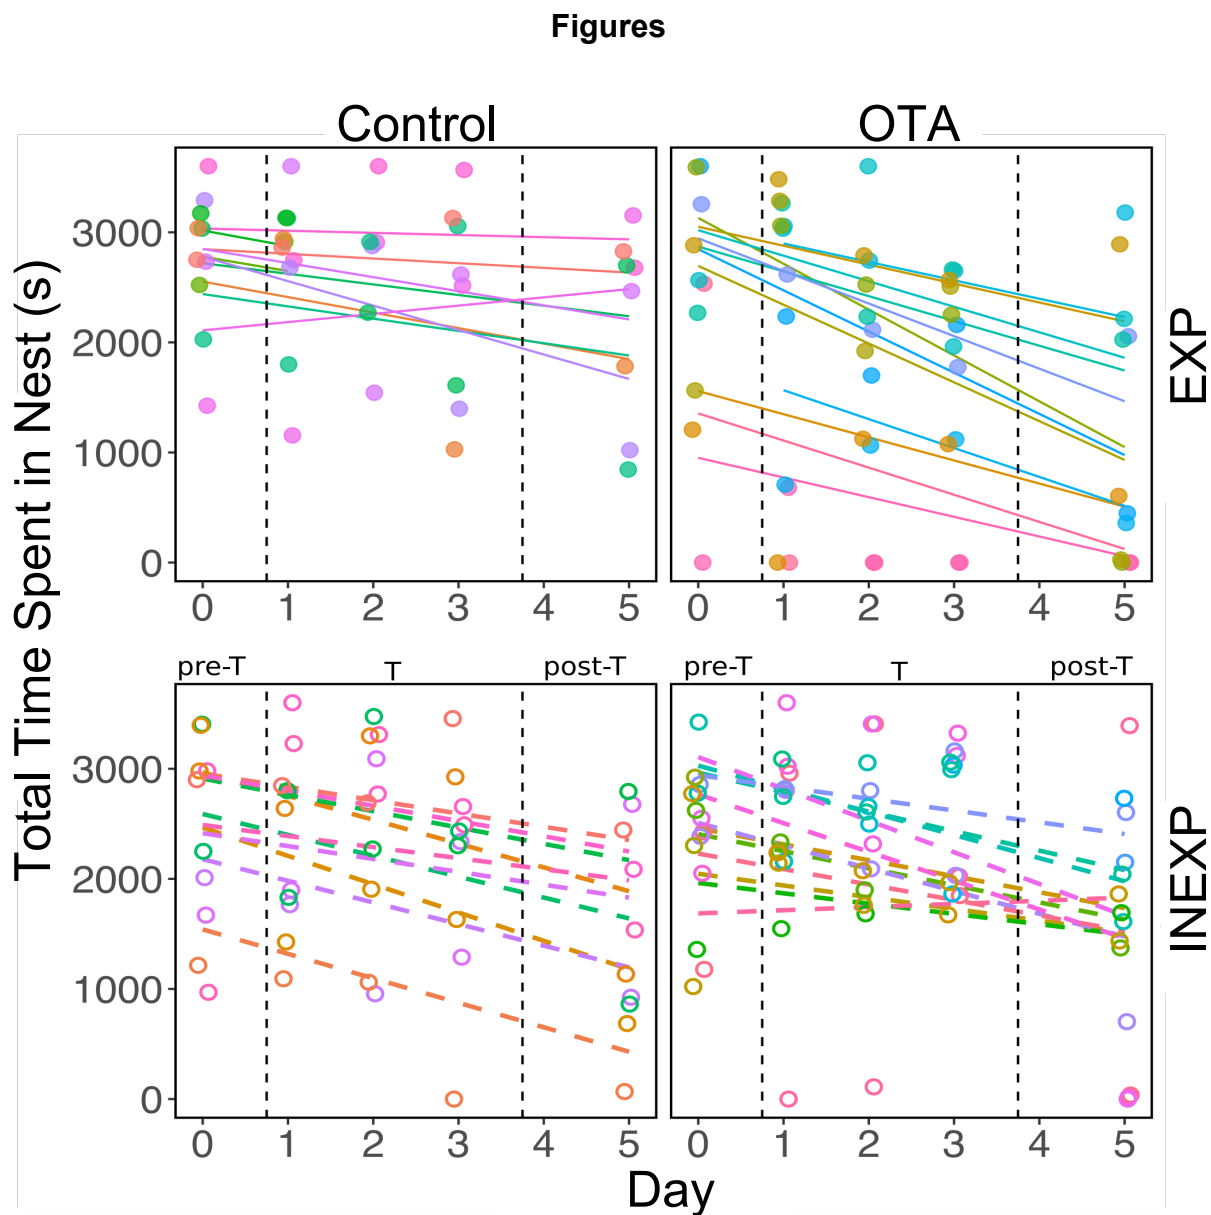 Figures
Control OTA
Total Time Spent in Nest (s)
3000
2000
1000
0
EXP
0 1 2 3 4 5 0 1 2 3 4 5
pre-T T post-T pre-T T post-T
3000
2000
1000
0
INEXP
0 1 2 3 4 5 0 1 2 3 4 5
Day